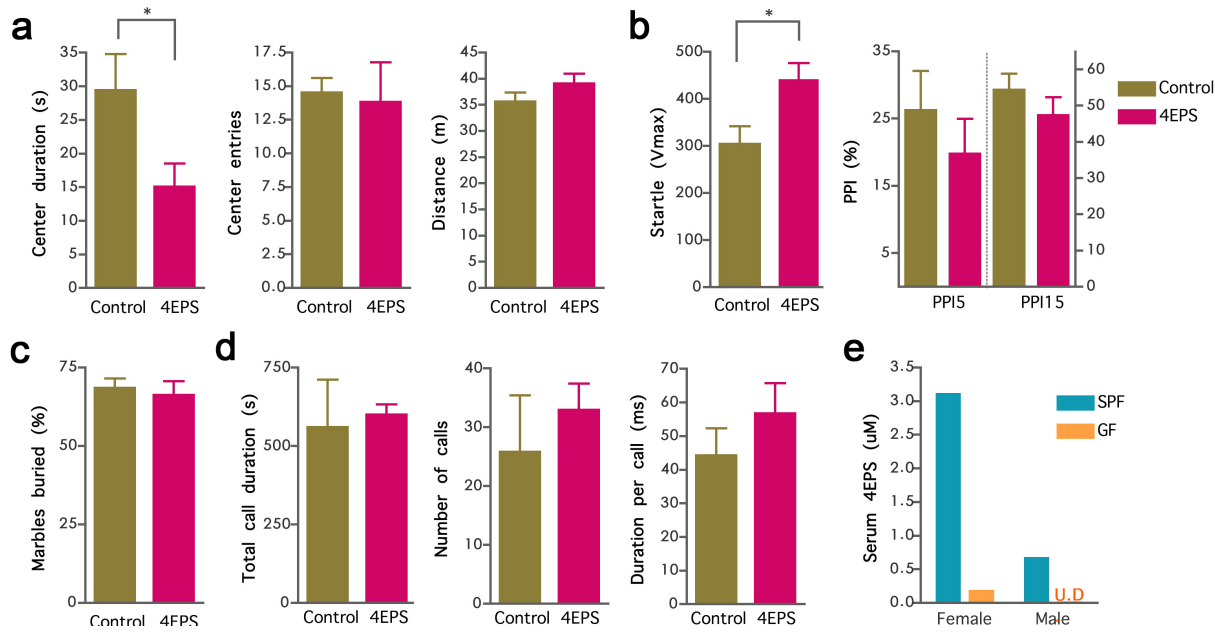 a
*
Center duration (s)
35
30
25
20
15
10
5
0
Control 4EPS
Center entries
17.5
15.0
12.5
10.0
7.5
5.0
2.5
0.0
Control 4EPS
Distance (m)
45
40
35
30
25
20
15
10
5
0
Control 4EPS
b
*
Startle (Vmax)
500
400
300
200
100
0
Control 4EPS
PPI (%)
35
25
15
5
60
50
40
30
20
10
0
PPI5 PPI15
Control
4EPS
c
Marbles buried (%)
75
50
25
0
Control 4EPS
d
Total call duration (s)
750
500
250
0
Control 4EPS
Number of calls
40
30
20
10
0
Control 4EPS
Duration per call (ms)
70
60
50
40
30
20
10
0
Control 4EPS
e
Serum 4EPS (uM)
3.5
3.0
2.5
2.0
1.5
1.0
0.5
0.0
SPF
GF
U.D
Female Male